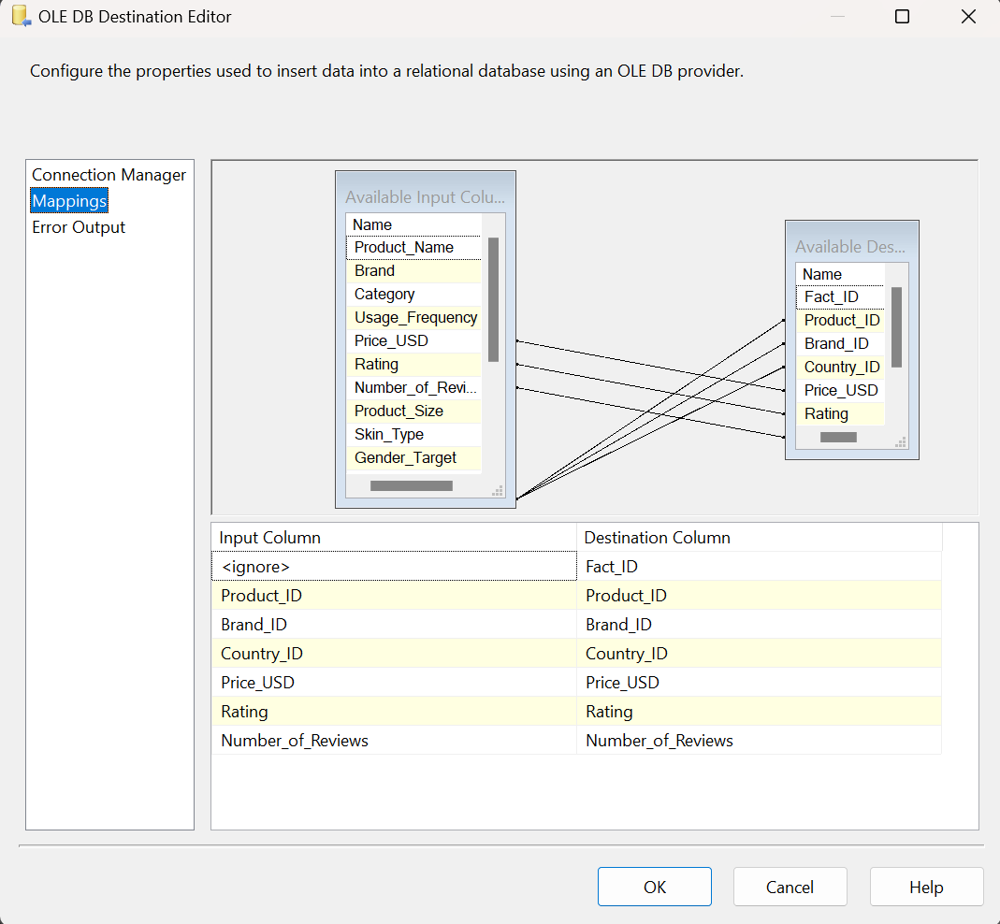 OLE DB Destination Editor
Configure the properties used to insert data into a relational database using an OLE DB provider.
Connection Manager
Mappings
Error Output
Available Input Colu...
Name
Product_Name
Brand
Category
Usage_Frequency
Price_USD
Rating
Number_of_Revi...
Product_Size
Skin_Type
Gender_Target
Available Des...
Name
Fact_ID
Product_ID
Brand_ID
Country_ID
Price_USD
Rating
Input Column Destination Column
<ignore> Fact_ID
Product_ID Product_ID
Brand_ID Brand_ID
Country_ID Country_ID
Price_USD Price_USD
Rating Rating
Number_of_Reviews Number_of_Reviews
OK Cancel Help